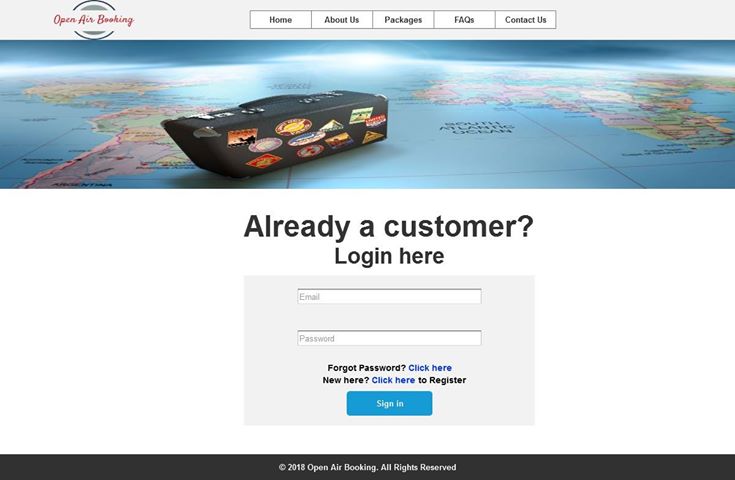 Open Air Booking
Home About Us Packages FAQs Contact Us
SOUTH
ATLANTIC
OCEAN
ARGENTINA
Already a customer?
Login here
Email
Password
Forgot Password? Click here
New here? Click here to Register
Sign in
© 2018 Open Air Booking. All Rights Reserved